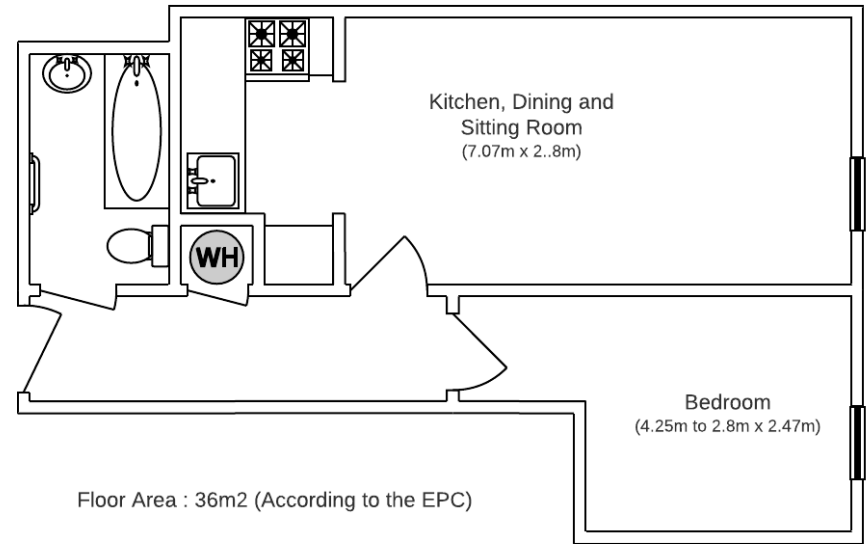 Kitchen, Dining and
Sitting Room
(7.07m x 2..8m)
WH
Bedroom
(4.25m to 2.8m x 2.47m)
Floor Area : 36m2 (According to the EPC)